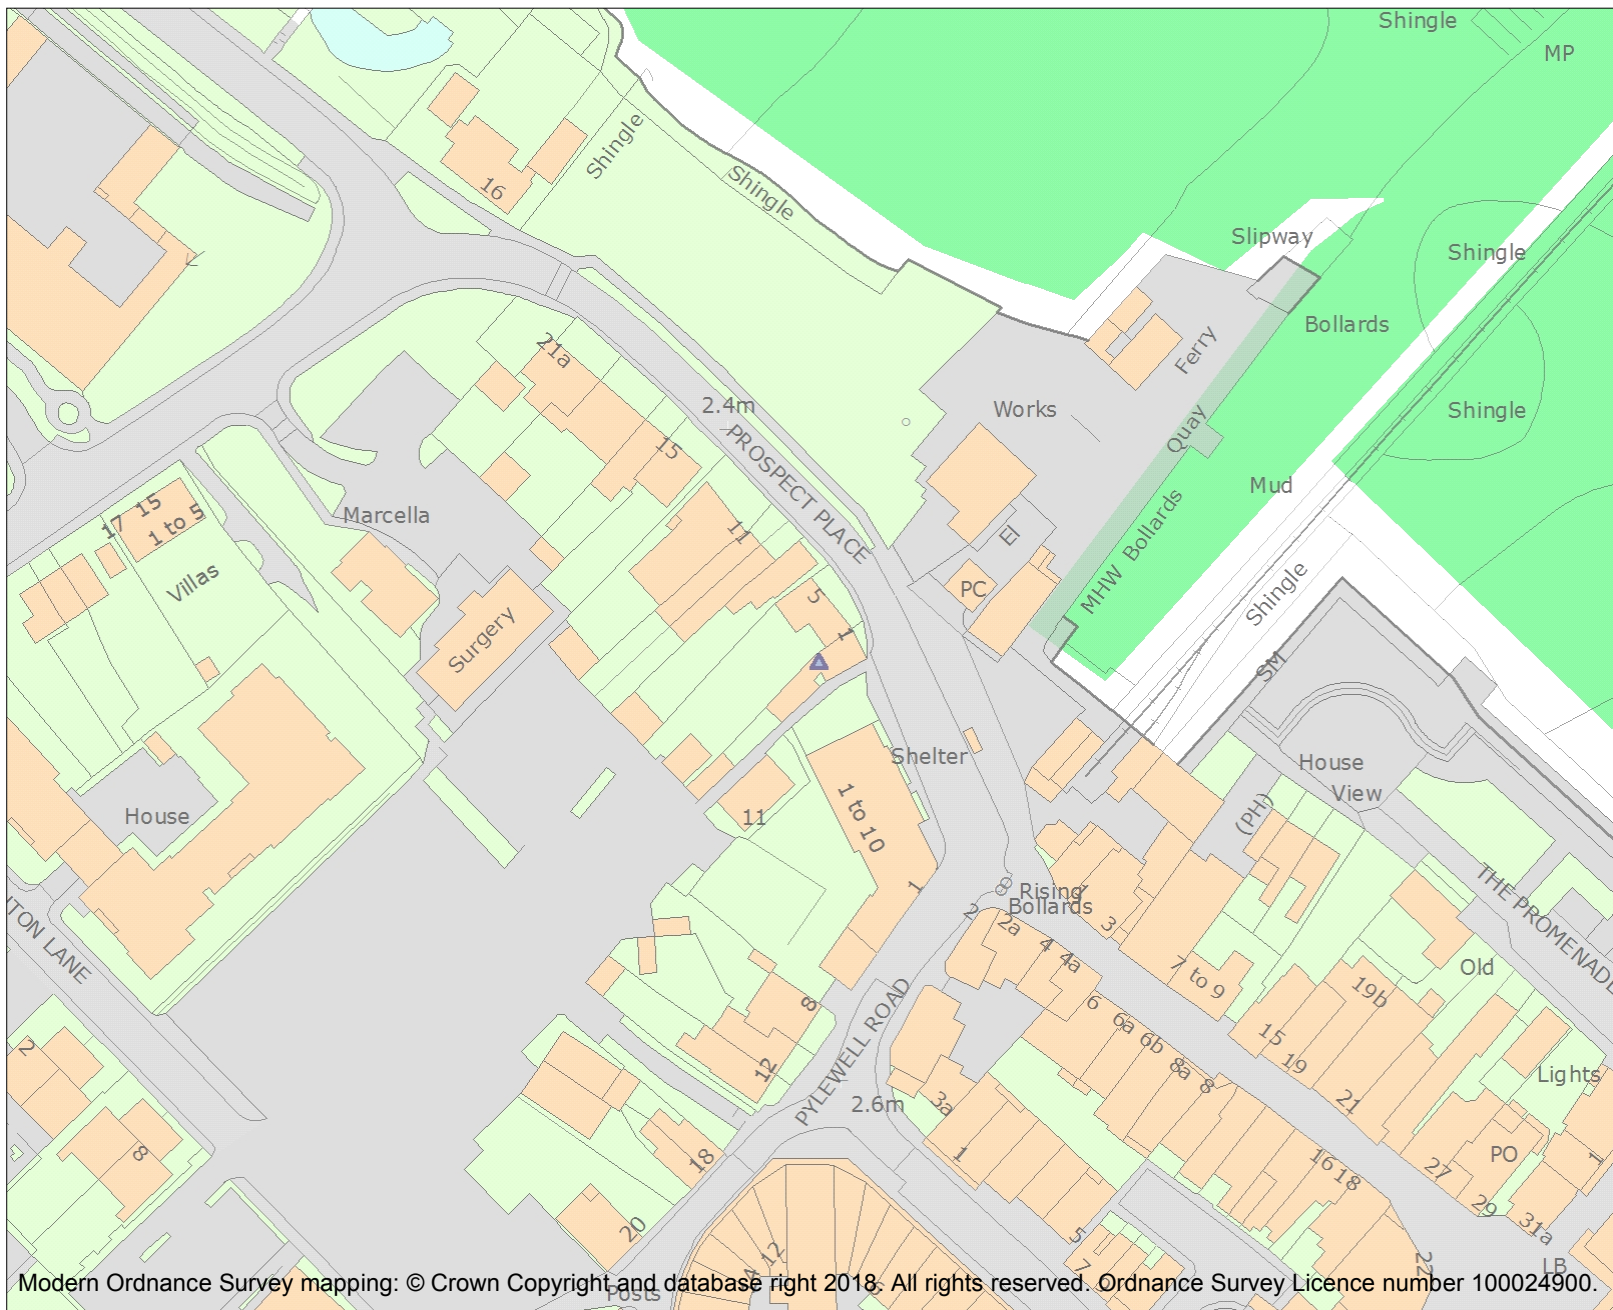 Shingle
MP
Shingle
16
Shingle
Slipway
Shingle
Bollards
Ferry
21a
2.4m
Works
Shingle
Quay
15
PROSPECT PLACE
Mud
17
15
1 to 5
Marcella
11
El
Bollards
MHW
Villas
PC
5
1
Shingle
Surgery
SM
Shelter
House
View
House
11
1 to 10
(PH)
1
Rising
Bollards
2
2a
3
4
4a
THE PROMENADE
ITON LANE
7 to 9
Old
19b
8
6
6a
6b
8a
8
15
19
PYLEWELL ROAD
2
12
2.6m
3a
21
Lights
8
18
1
16
18
27
PO
1
29
31a
20
5
7
22
LB
12
Posts
Modern Ordnance Survey mapping: © Crown Copyright and database right 2018. All rights reserved. Ordnance Survey Licence number 100024900.